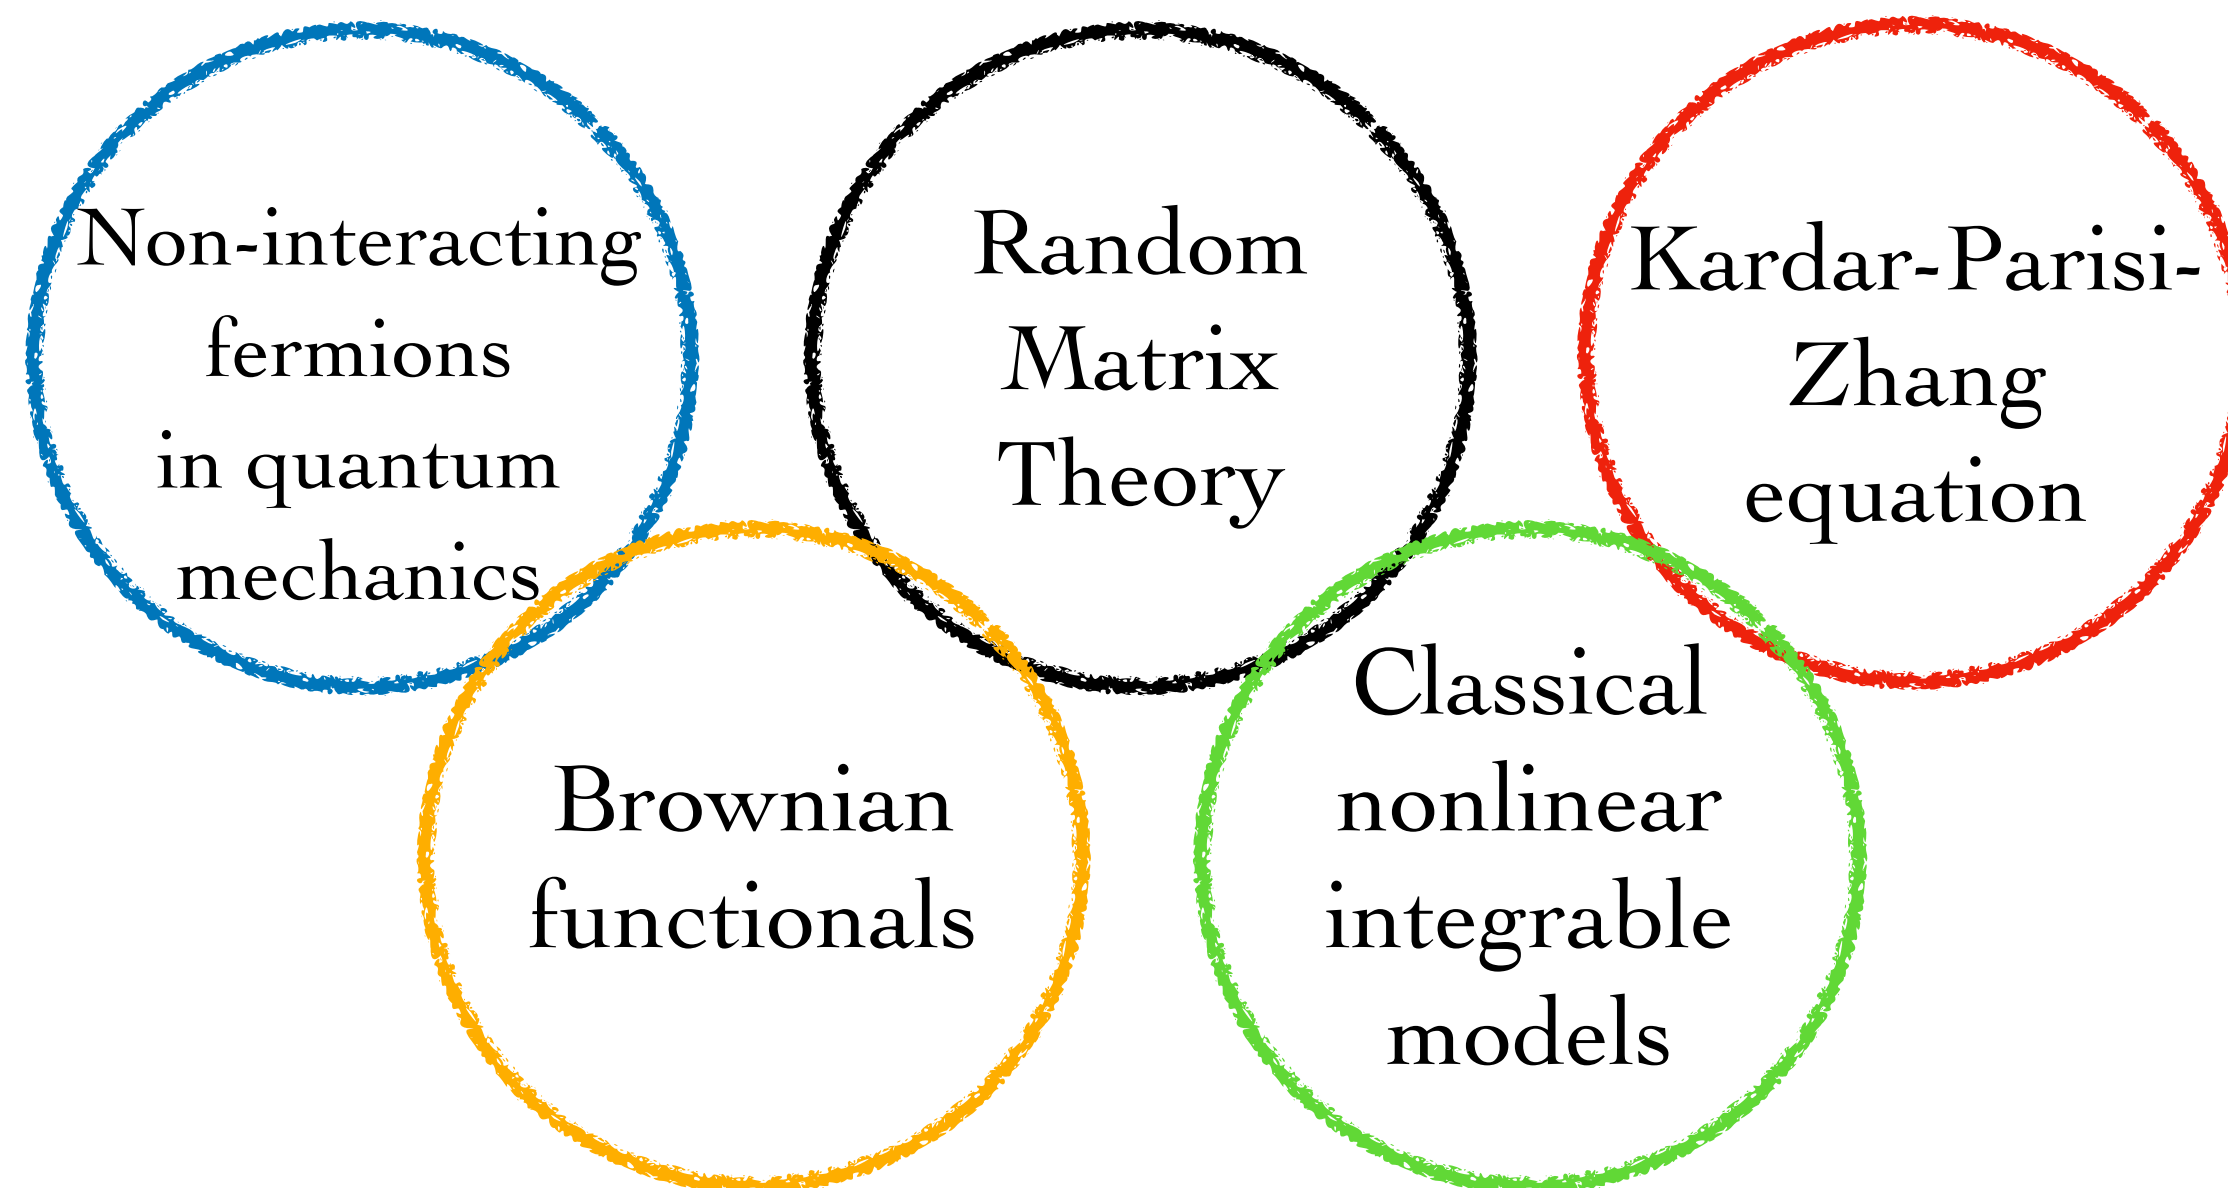 Non-interacting
fermions
in quantum
mechanics
Random
Matrix
Theory
Kardar-Parisi-
Zhang
equation
Brownian
functionals
Classical
nonlinear
integrable
models